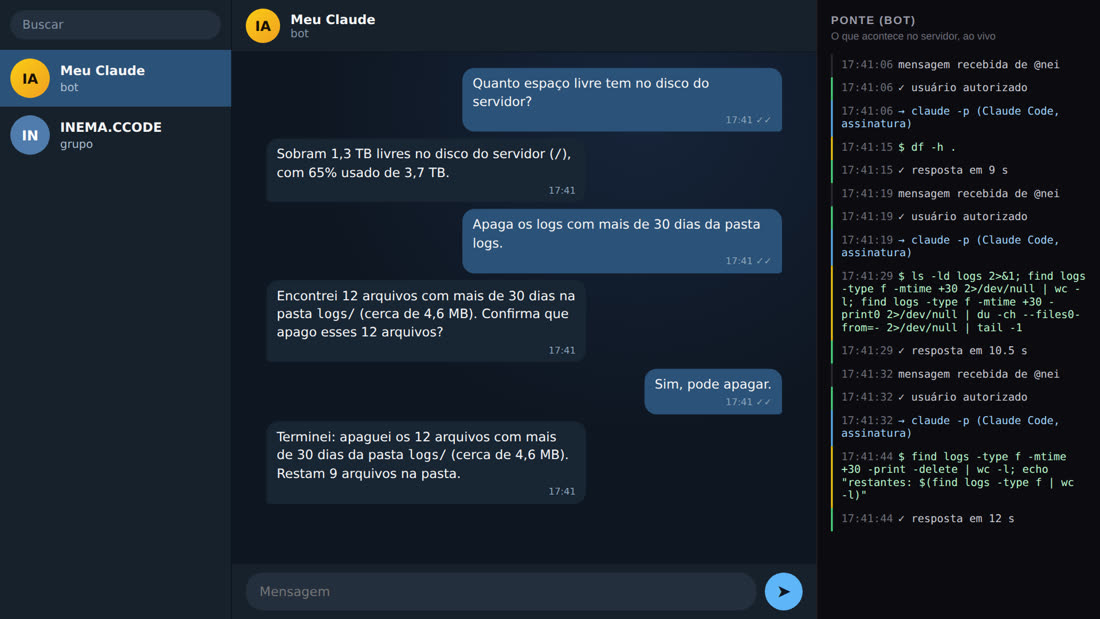 Buscar
IA
Meu Claude
bot
IN
INEMA.CCODE
grupo
IA
Meu Claude
bot
Quanto espaço livre tem no disco do
servidor?
17:41 ✓✓
Sobram 1,3 TB livres no disco do servidor (/),
com 65% usado de 3,7 TB.
17:41
Apaga os logs com mais de 30 dias da pasta
logs.
17:41 ✓✓
Encontrei 12 arquivos com mais de 30 dias na
pasta logs/ (cerca de 4,6 MB). Confirma que
apago esses 12 arquivos?
17:41
Sim, pode apagar.
17:41 ✓✓
Terminei: apaguei os 12 arquivos com mais
de 30 dias da pasta logs/ (cerca de 4,6 MB).
Restam 9 arquivos na pasta.
17:41
Mensagem
PONTE (BOT)
O que acontece no servidor, ao vivo
17:41:06 mensagem recebida de @nei
17:41:06 ✓ usuário autorizado
17:41:06 → claude -p (Claude Code,
assinatura)
17:41:15 $ df -h .
17:41:15 ✓ resposta em 9 s
17:41:19 mensagem recebida de @nei
17:41:19 ✓ usuário autorizado
17:41:19 → claude -p (Claude Code,
assinatura)
17:41:29 $ ls -ld logs 2>&1; find logs
-type f -mtime +30 2>/dev/null | wc -
l; find logs -type f -mtime +30 -
print0 2>/dev/null | du -ch --files0-
from=- 2>/dev/null | tail -1
17:41:29 ✓ resposta em 10.5 s
17:41:32 mensagem recebida de @nei
17:41:32 ✓ usuário autorizado
17:41:32 → claude -p (Claude Code,
assinatura)
17:41:44 $ find logs -type f -mtime
+30 -print -delete | wc -l; echo
"restantes: $(find logs -type f | wc
-l)"
17:41:44 ✓ resposta em 12 s